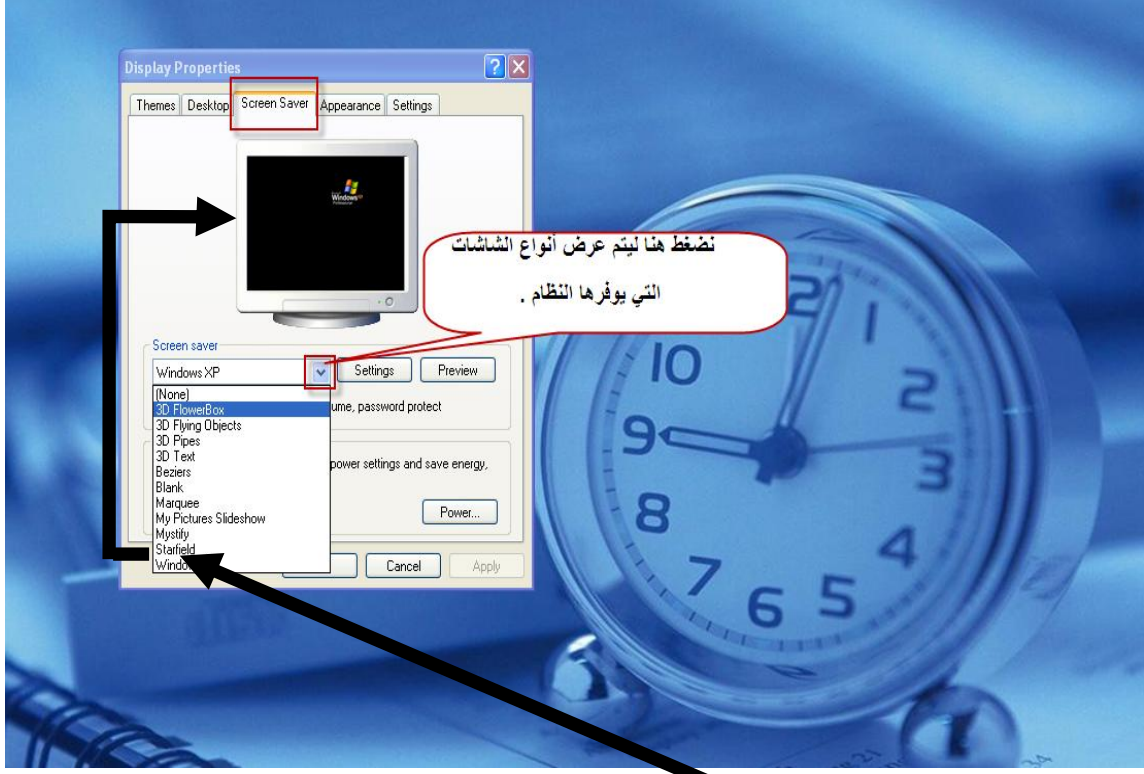 Display Properties
Themes Desktop Screen Saver Appearance Settings
Windows
نضغط هنا ليتم عرض أنواع الشاشات
التي يوفرها النظام .
Screen saver
Windows XP Settings Preview
(None)
3D FlowerBox
ume, password protect
3D Flying Objects
3D Pipes
3D Text
power settings and save energy,
Beziers
Blank
Marquee
My Pictures Slideshow
Power...
Mystify
Starfield
Windo
Cancel Apply
10
12
1
2
9
3
8
4
7
6
5